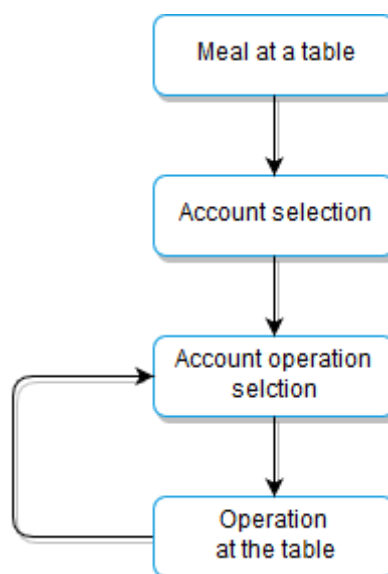 Meal at a table
Account selection
Account operation
selction
Operation
at the table